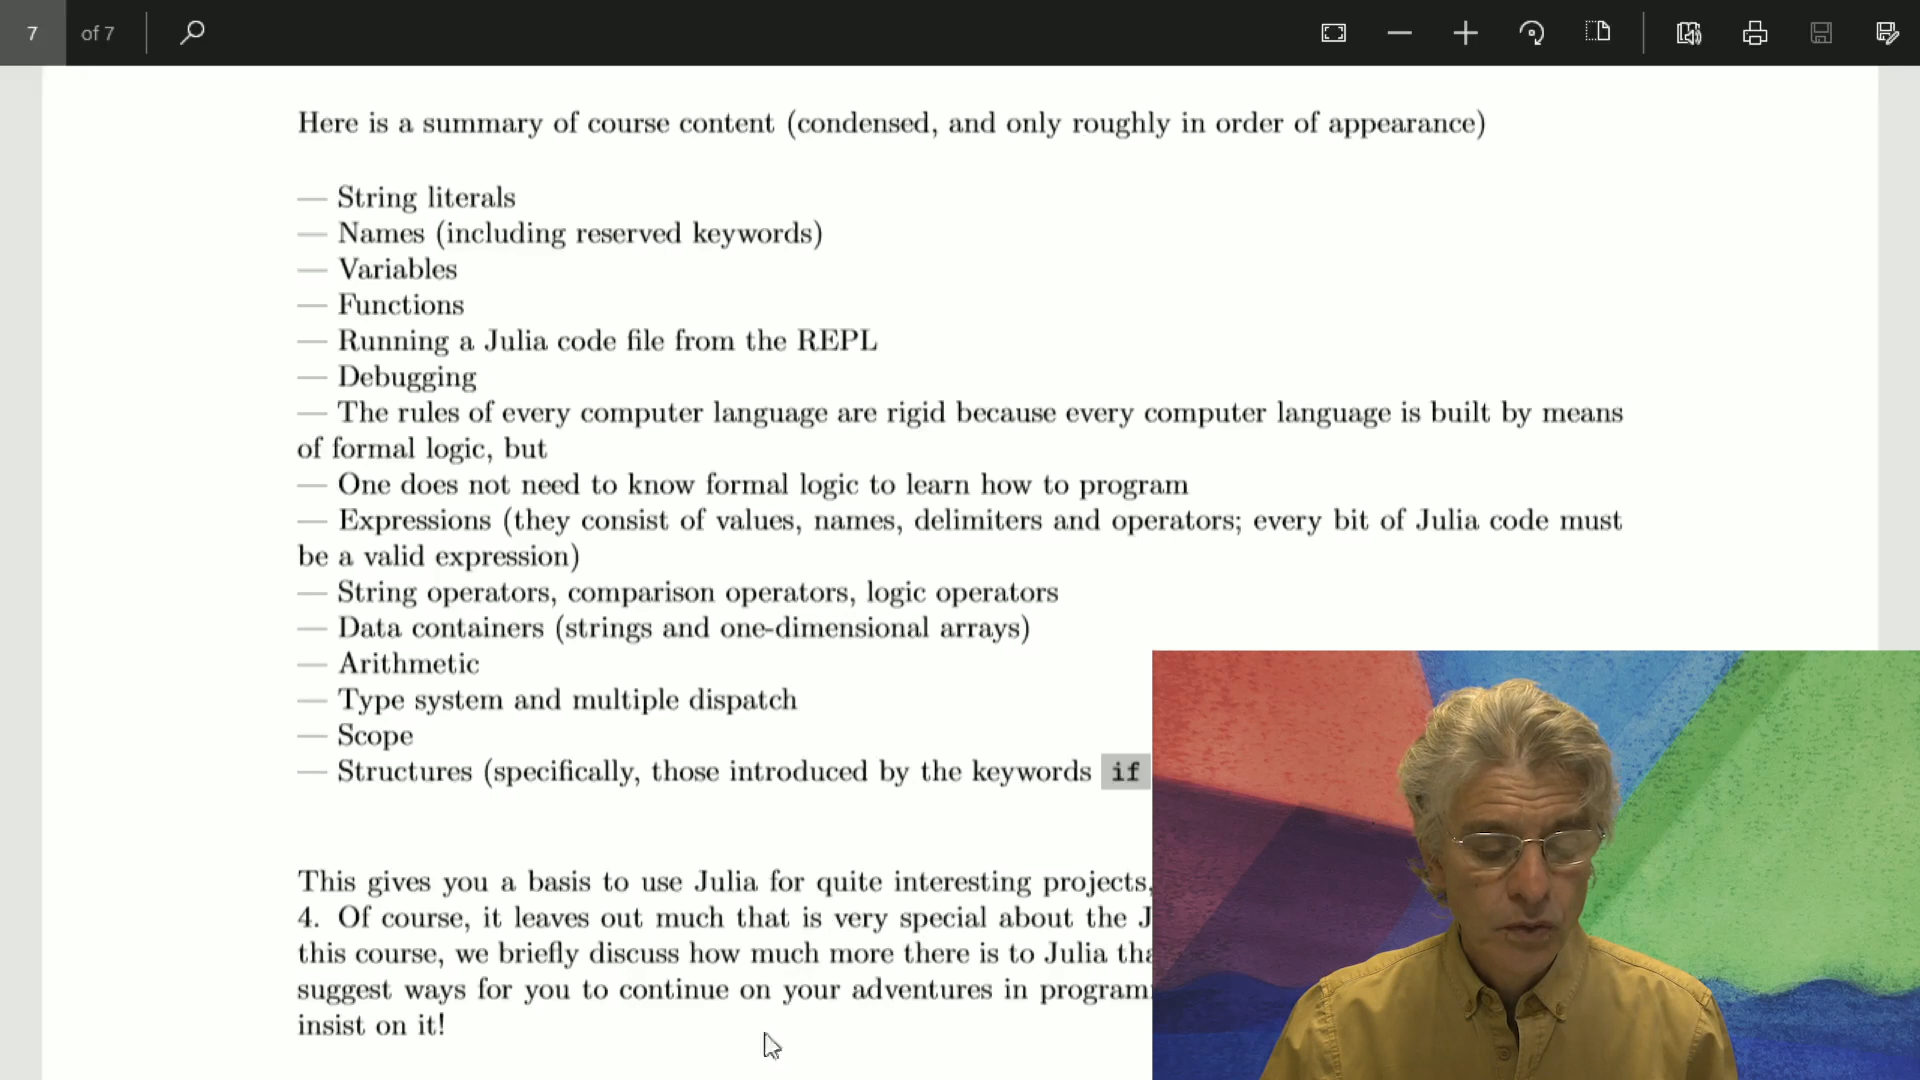 7 of 7
Here is a summary of course content (condensed, and only roughly in order of appearance)
— String literals
— Names (including reserved keywords)
— Variables
— Functions
— Running a Julia code file from the REPL
— Debugging
— The rules of every computer language are rigid because every computer language is built by means
of formal logic, but
— One does not need to know formal logic to learn how to program
— Expressions (they consist of values, names, delimiters and operators; every bit of Julia code must
be a valid expression)
— String operators, comparison operators, logic operators
— Data containers (strings and one-dimensional arrays)
— Arithmetic
— Type system and multiple dispatch
— Scope
— Structures (specifically, those introduced by the keywords if
This gives you a basis to use Julia for quite interesting projects,
4. Of course, it leaves out much that is very special about the
this course, we briefly discuss how much more there is to Julia
suggest ways for you to continue on your adventures in
insist on it!